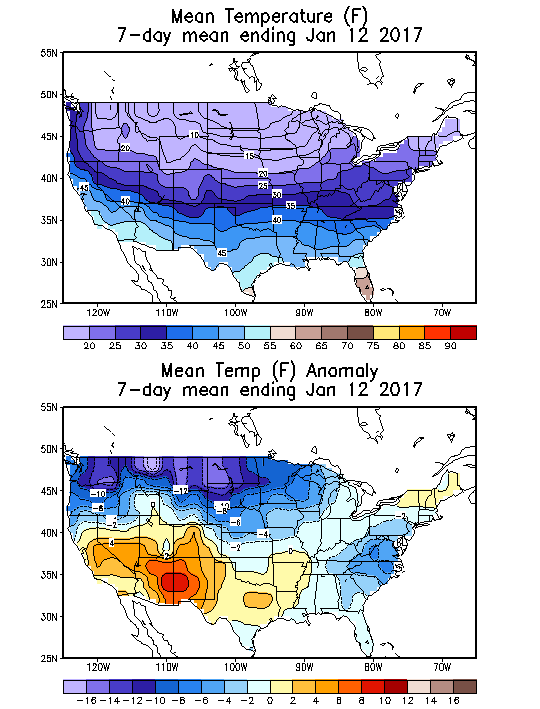 Mean Temperature (F)
7-day mean ending Jan 12 2017
55N
50N
45N
40N
35N
30N
25N
10
20
15
20
25
45
30
40
35
40
45
120W 110W 100W 90W 80W 70W
20 25 30 35 40 45 50 55 60 65 70 75 80 85 90
Mean Temp (F) Anomaly
7-day mean ending Jan 12 2017
55N
50N
45N
40N
35N
30N
25N
-10
-12
-10
-8
-2
-6
-2
4
-4
-2
0
2
120W 110W 100W 90W 80W 70W
-16 -14 -12 -10 -8 -6 -4 -2 0 2 4 6 8 10 12 14 16